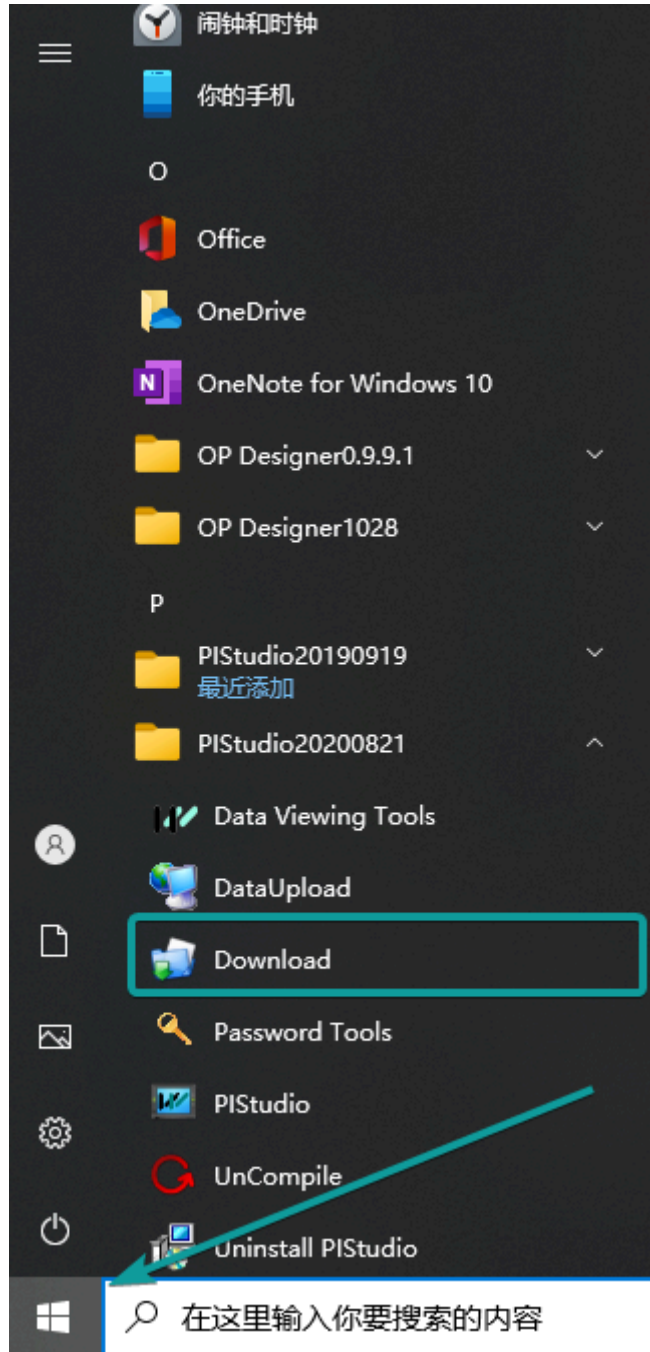 闹钟和时钟
你的手机
O
Office
OneDrive
OneNote for Windows 10
OP Designer0.9.9.1
OP Designer1028
P
PIStudio20190919
最近添加
PIStudio20200821
Data Viewing Tools
DataUpload
Download
Password Tools
PIStudio
UnCompile
Uninstall PIStudio
在这里输入你要搜索的内容